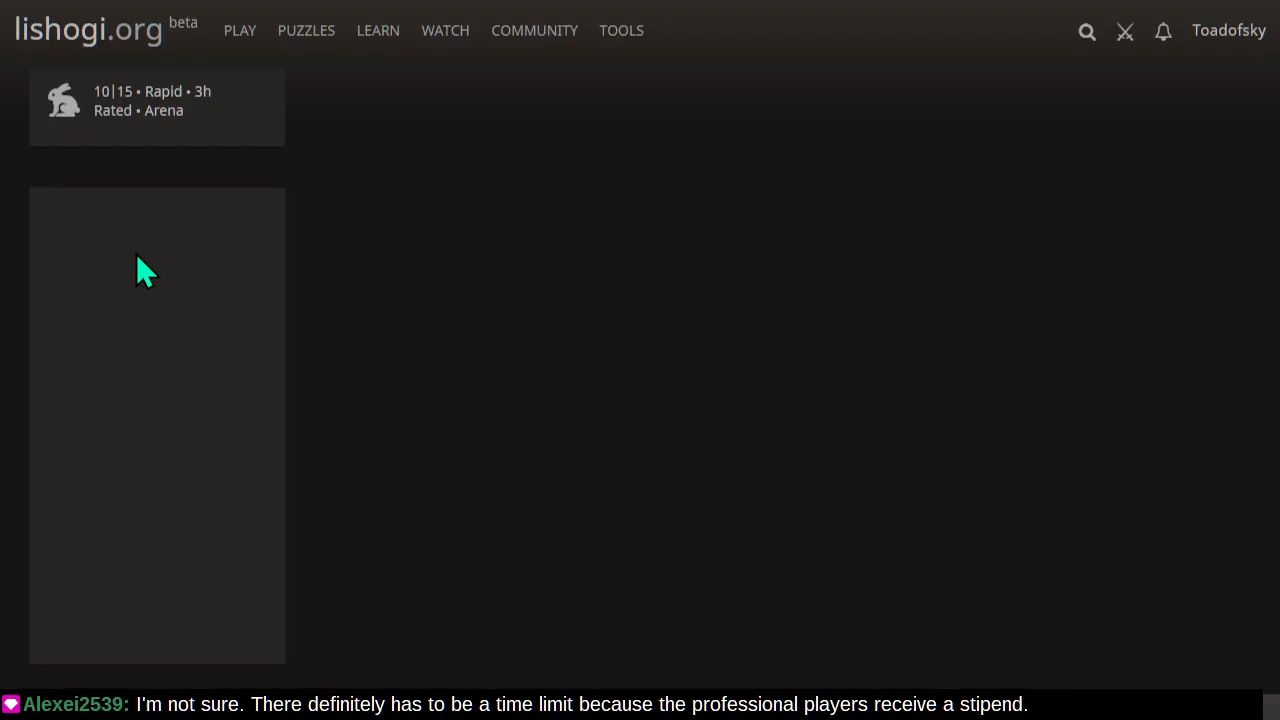 lishogi.org beta PLAY PUZZLES LEARN WATCH COMMUNITY TOOLS Toadofsky
10|15 • Rapid • 3h
Rated • Arena
Alexei2539: I'm not sure. There definitely has to be a time limit because the professional players receive a stipend.